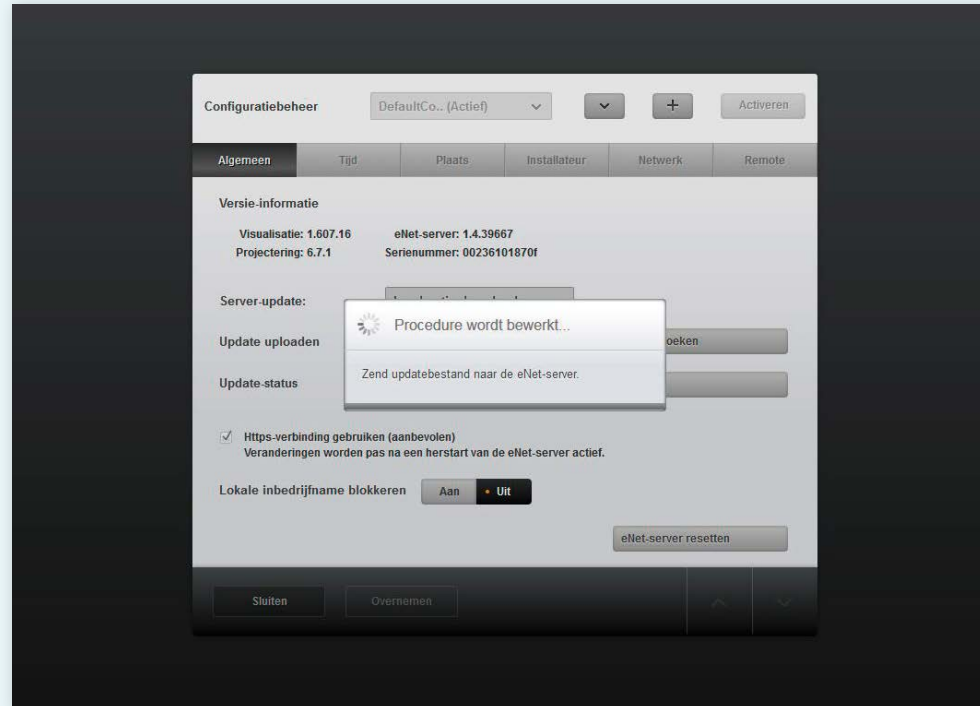 Configuratiebeheer DefaultCo.. (Actief) Activeren
Algemeen Tijd Plaats Installateur Netwerk Remote
Versie-informatie
Visualisatie: 1.607.16 eNet-server: 1.4.39667
Projectering: 6.7.1 Serienummer: 00236101870f
Server-update:
Procedure wordt bewerkt...
Update uploaden oeken
Zend updatebestand naar de eNet-server.
Update-status
Https-verbinding gebruiken (aanbevolen)
Veranderingen worden pas na een herstart van de eNet-server actief.
Lokale inbedrijfname blokkeren Aan Uit
eNet-server resetten
Sluiten Overnemen